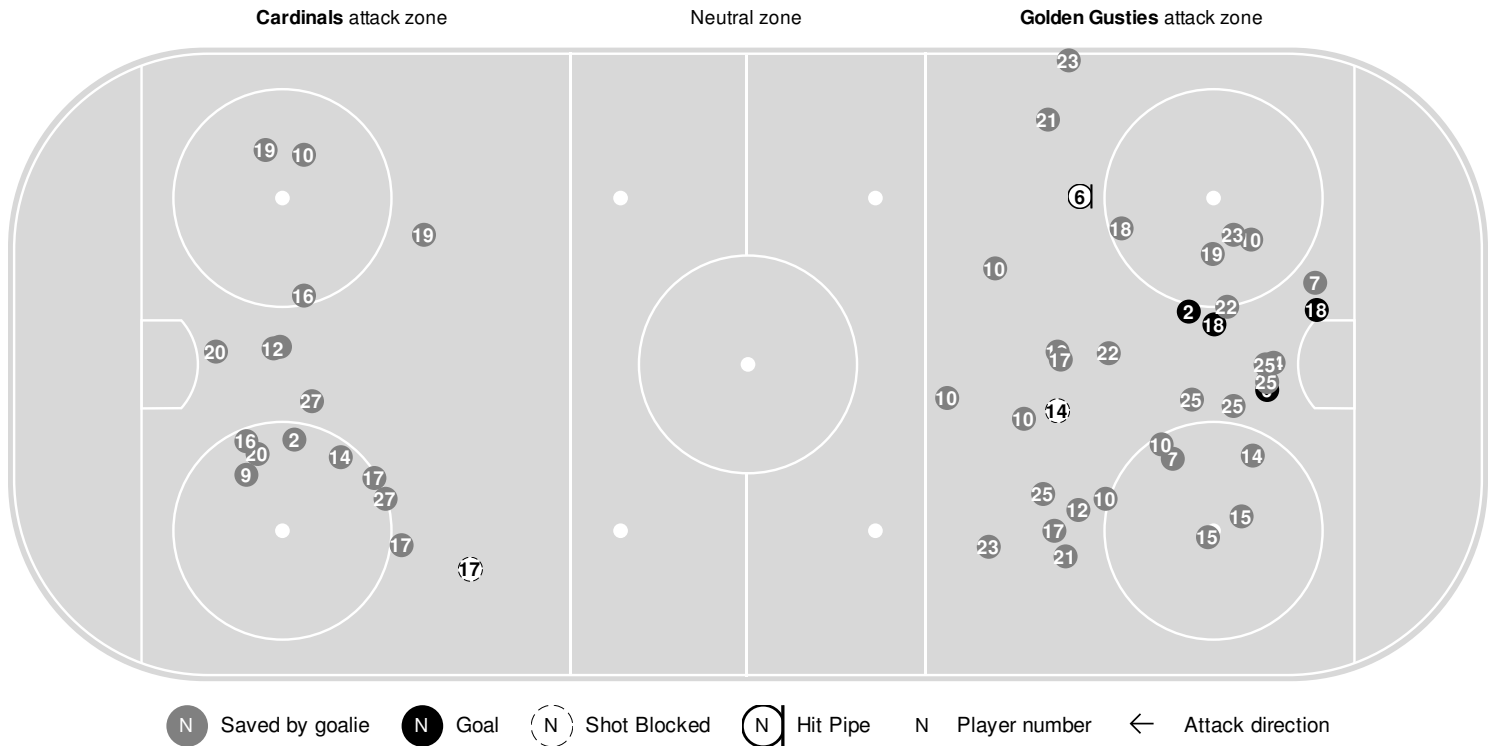 Cardinals attack zone Neutral zone Golden Gusties attack zone
23
21
19 10
6
18
19 23
19
10
7
16
22
2 18 18
20 12
17 22
25
25
27 10 25 25
10 14
16 2 10
20 14 7 14
9 17
27 25 10
12 15
17 17 15
23 21
17
N Saved by goalie N Goal N Shot Blocked N Hit Pipe N Player number Attack direction